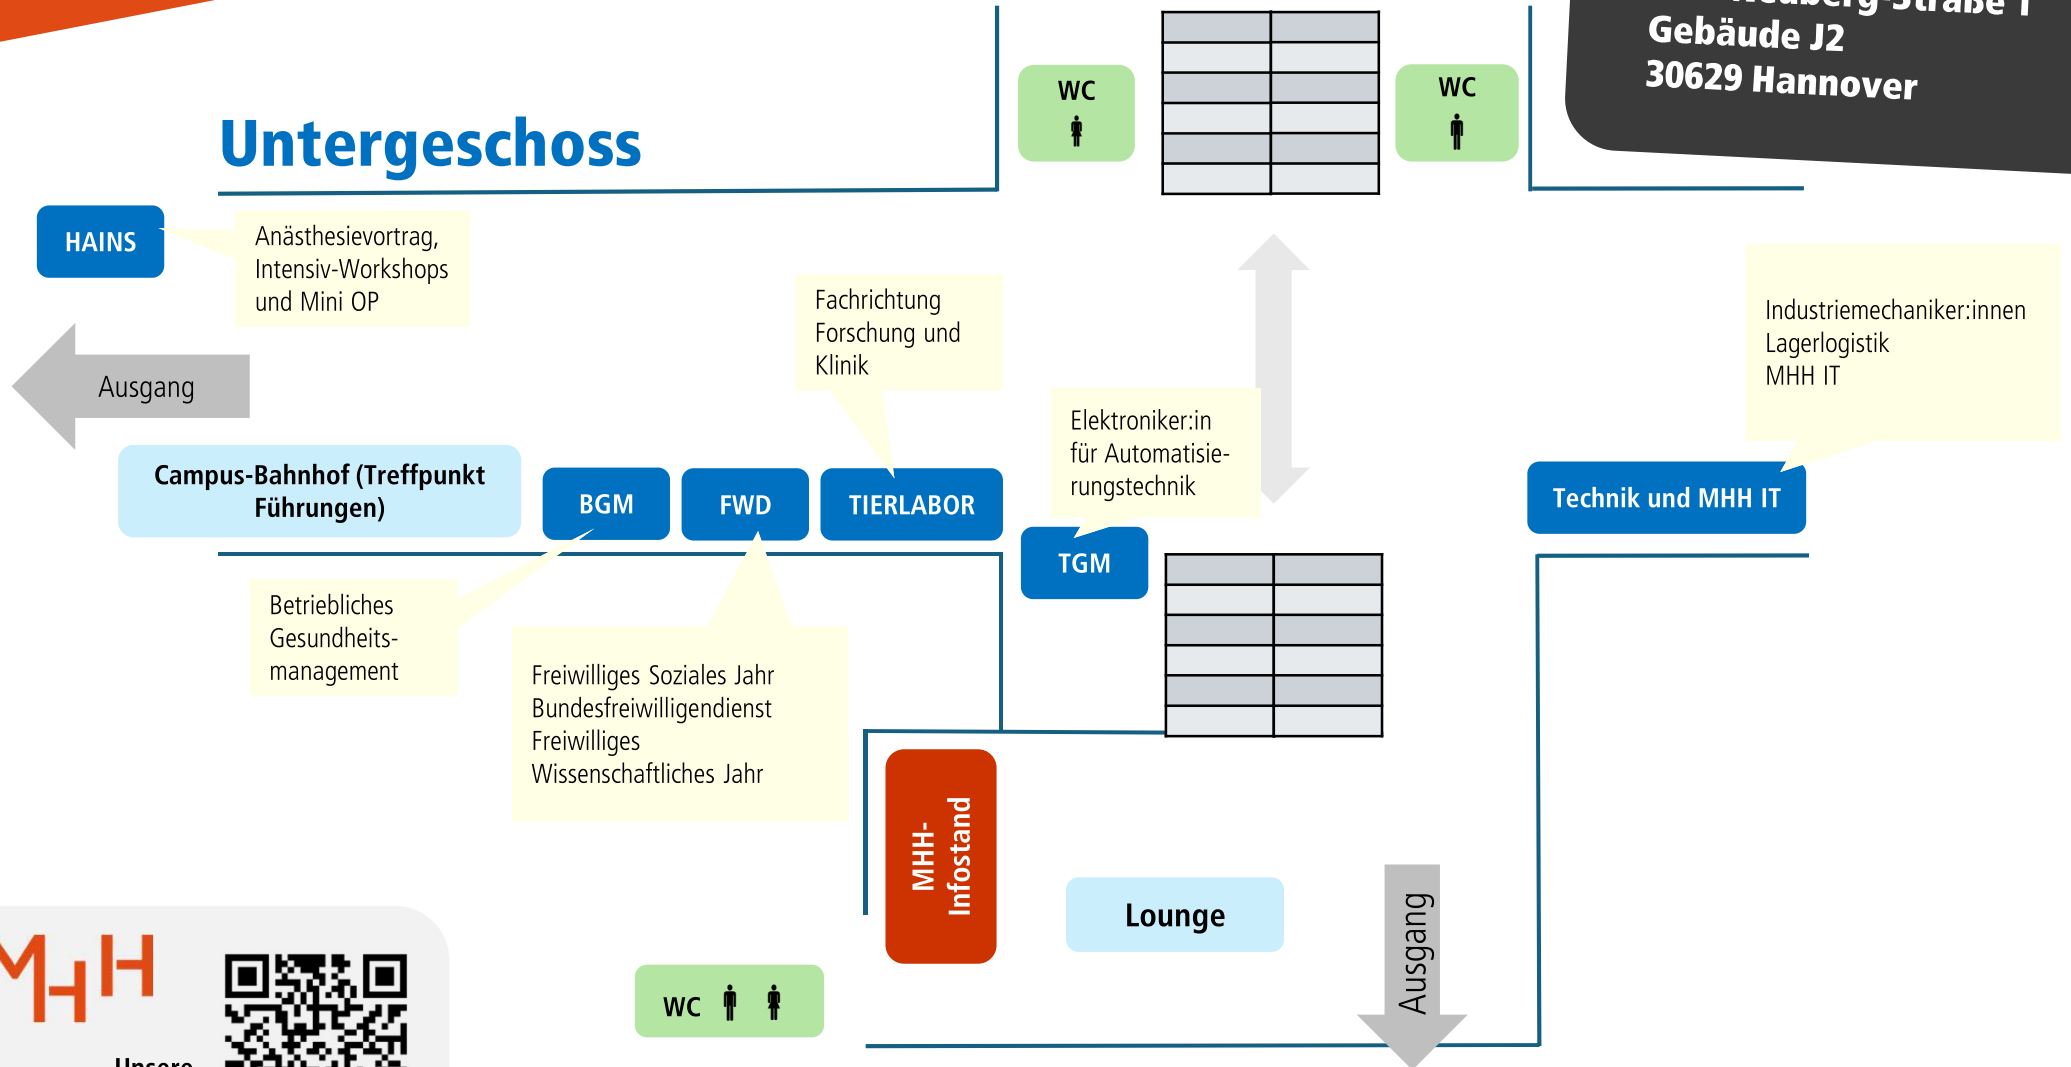 Gebäude J2
30629 Hannover
WC
WC
Untergeschoss
HAINS
Anästhesievortrag,
Intensiv-Workshops
und Mini OP
Fachrichtung
Forschung und
Klinik
Industriemechaniker:innen
Lagerlogistik
MHH IT
Ausgang
Elektroniker:in
für Automatisie-
rungstechnik
Campus-Bahnhof (Treffpunkt
Führungen)
BGM
FWD
TIERLABOR
Technik und MHH IT
TGM
Betriebliches
Gesundheits-
management
Freiwilliges Soziales Jahr
Bundesfreiwilligendienst
Freiwilliges
Wissenschaftliches Jahr
MHH-
Infostand
Lounge
Ausgang
WC
MHH
Unsere